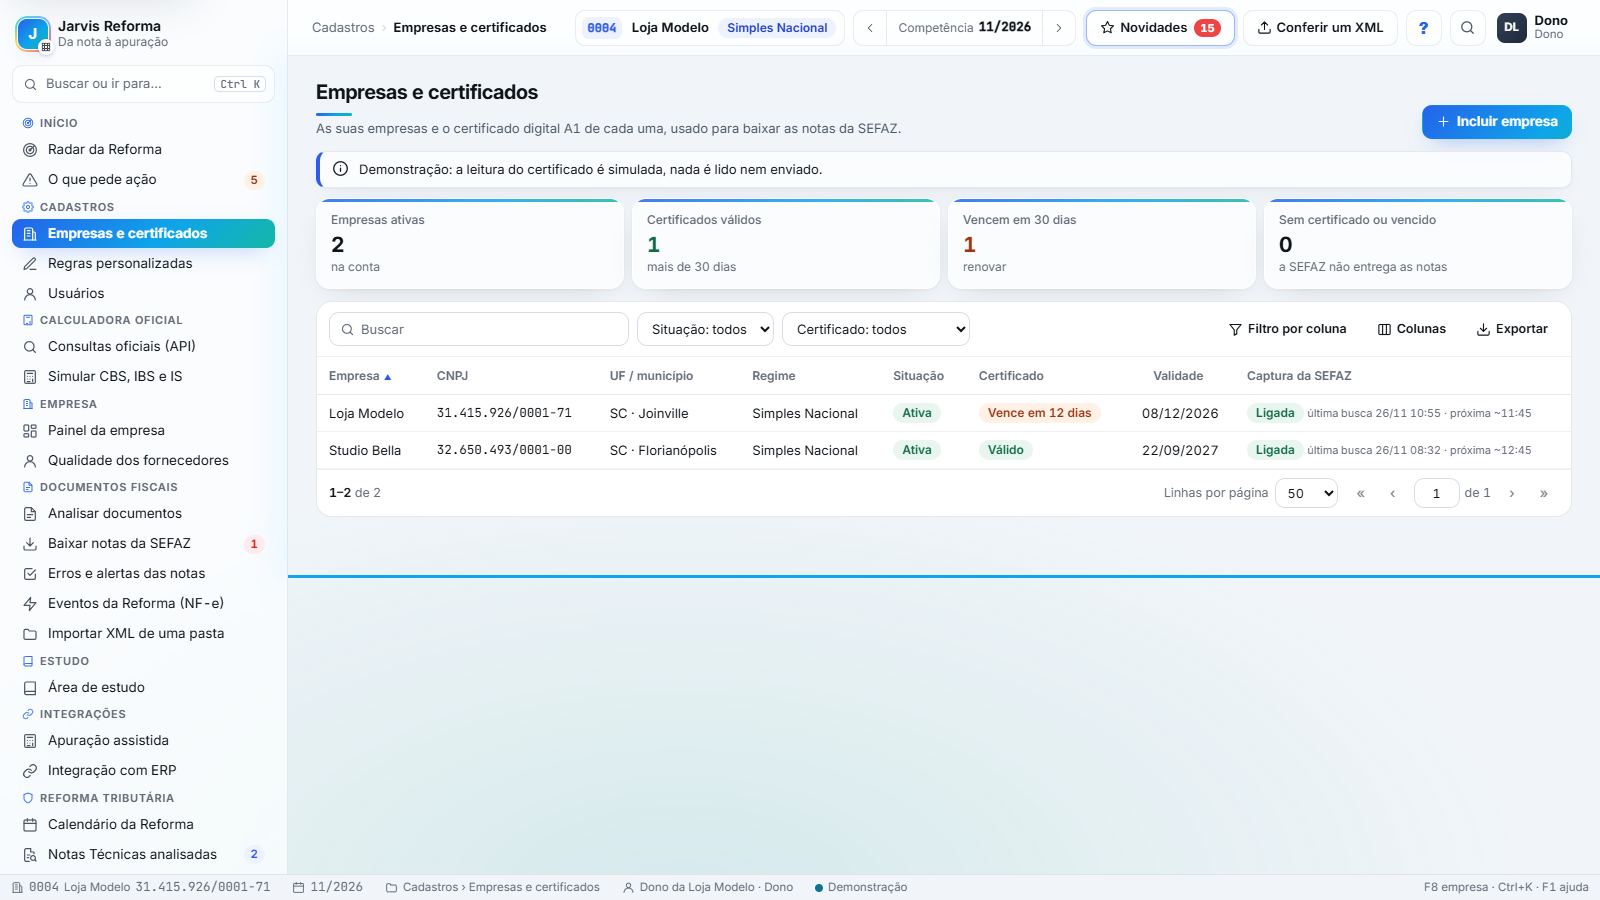 J
Jarvis Reforma
Da nota à apuração
Buscar ou ir para...
Ctrl K
INÍCIO
Radar da Reforma
O que pede ação 5
CADASTROS
Empresas e certificados
Regras personalizadas
Usuários
CALCULADORA OFICIAL
Consultas oficiais (API)
Simular CBS, IBS e IS
EMPRESA
Painel da empresa
Qualidade dos fornecedores
DOCUMENTOS FISCAIS
Analisar documentos
Baixar notas da SEFAZ 1
Erros e alertas das notas
Eventos da Reforma (NF-e)
Importar XML de uma pasta
ESTUDO
Área de estudo
INTEGRAÇÕES
Apuração assistida
Integração com ERP
REFORMA TRIBUTÁRIA
Calendário da Reforma
Notas Técnicas analisadas 2
Cadastros › Empresas e certificados
0004 Loja Modelo Simples Nacional
‹ Competência 11/2026 ›
Novidades 15
Conferir um XML
?
DL
Dono
Dono
Empresas e certificados
As suas empresas e o certificado digital A1 de cada uma, usado para baixar as notas da SEFAZ.
+ Incluir empresa
Demonstração: a leitura do certificado é simulada, nada é lido nem enviado.
Empresas ativas
2
na conta
Certificados válidos
1
mais de 30 dias
Vencem em 30 dias
1
renovar
Sem certificado ou vencido
0
a SEFAZ não entrega as notas
Buscar
Situação: todos
Certificado: todos
Filtro por coluna
Colunas
Exportar
Empresa ▲ CNPJ UF / município Regime Situação Certificado Validade Captura da SEFAZ
Loja Modelo 31.415.926/0001-71 SC · Joinville Simples Nacional Ativa Vence em 12 dias 08/12/2026 Ligada última busca 26/11 10:55 · próxima ~11:45
Studio Bella 32.650.493/0001-00 SC · Florianópolis Simples Nacional Ativa Válido 22/09/2027 Ligada última busca 26/11 08:32 · próxima ~12:45
1–2 de 2
Linhas por página 50 « ‹ 1 de 1 › »
0004 Loja Modelo 31.415.926/0001-71
11/2026
Cadastros › Empresas e certificados
Dono da Loja Modelo · Dono
Demonstração
F8 empresa · Ctrl+K · F1 ajuda